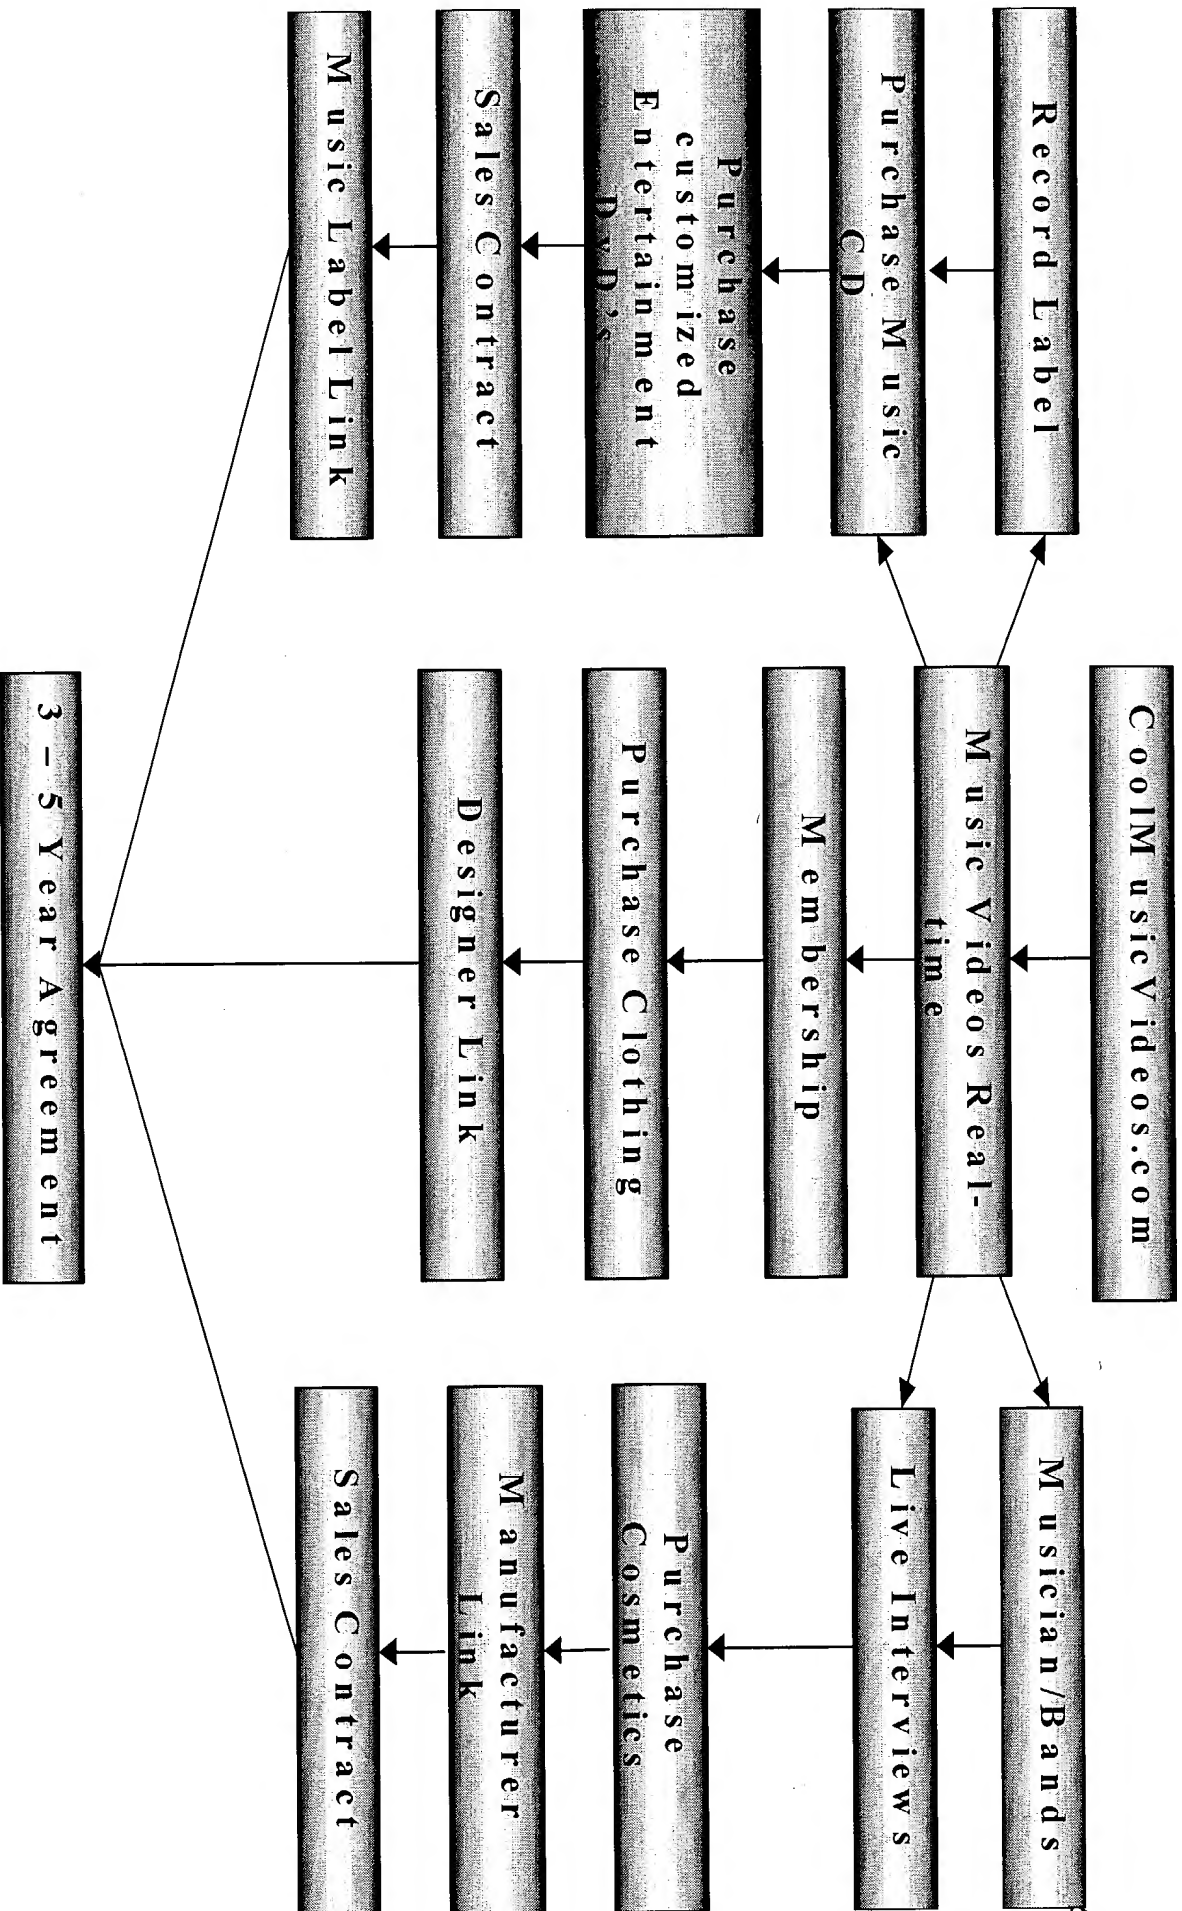 CoolMusicVideos.com
Record Label
Music Videos Real-
time
Musician/Bands
Purchase Music
CD
Membership
Live Interviews
Purchase
customized
Entertainment
DvD's
Purchase Clothing
Purchase
Cosmetics
Sales Contract
Designer Link
Manufacturer
Link
Music Label Link
Sales Contract
3 - 5 Year Agreement